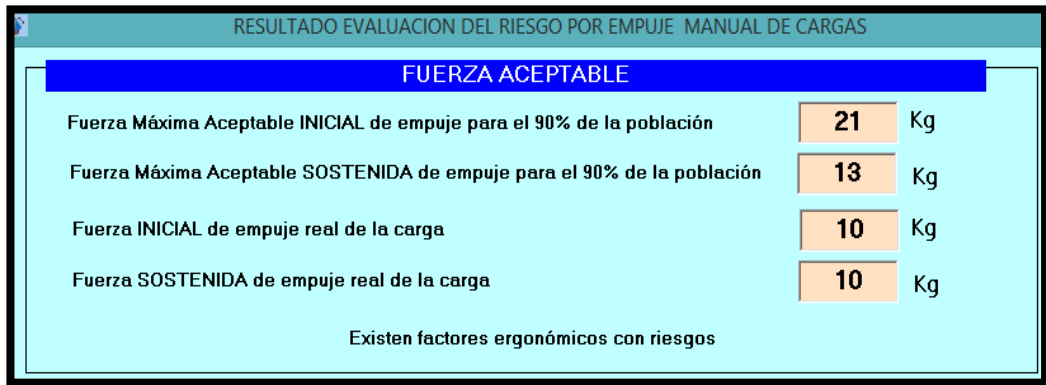 RESULTADO EVALUACION DEL RIESGO POR EMPUJE MANUAL DE CARGAS
FUERZA ACEPTABLE
Fuerza Máxima Aceptable INICIAL de empuje para el 90% de la población 21 Kg
Fuerza Máxima Aceptable SOSTENIDA de empuje para el 90% de la población 13 Kg
Fuerza INICIAL de empuje real de la carga 10 Kg
Fuerza SOSTENIDA de empuje real de la carga 10 Kg
Existen factores ergonómicos con riesgos